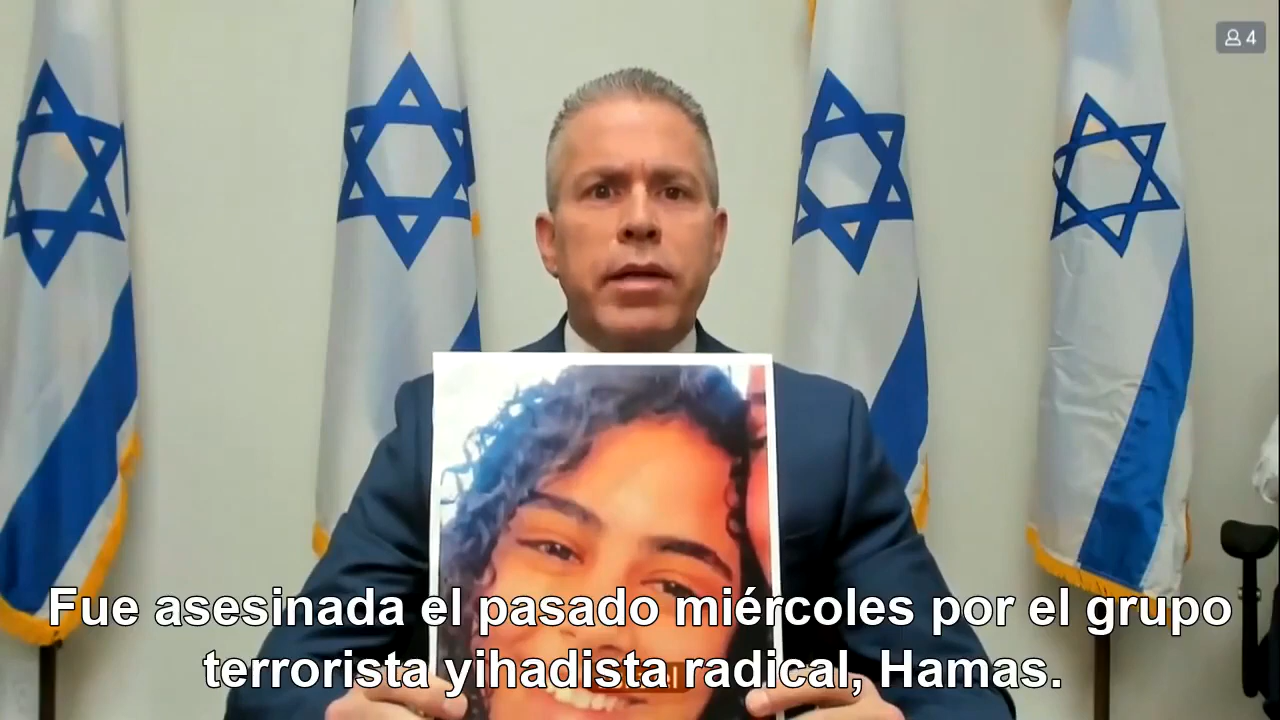 4
Fue asesinada el pasado miércoles por el grupo
terrorista yihadista radical, Hamas.